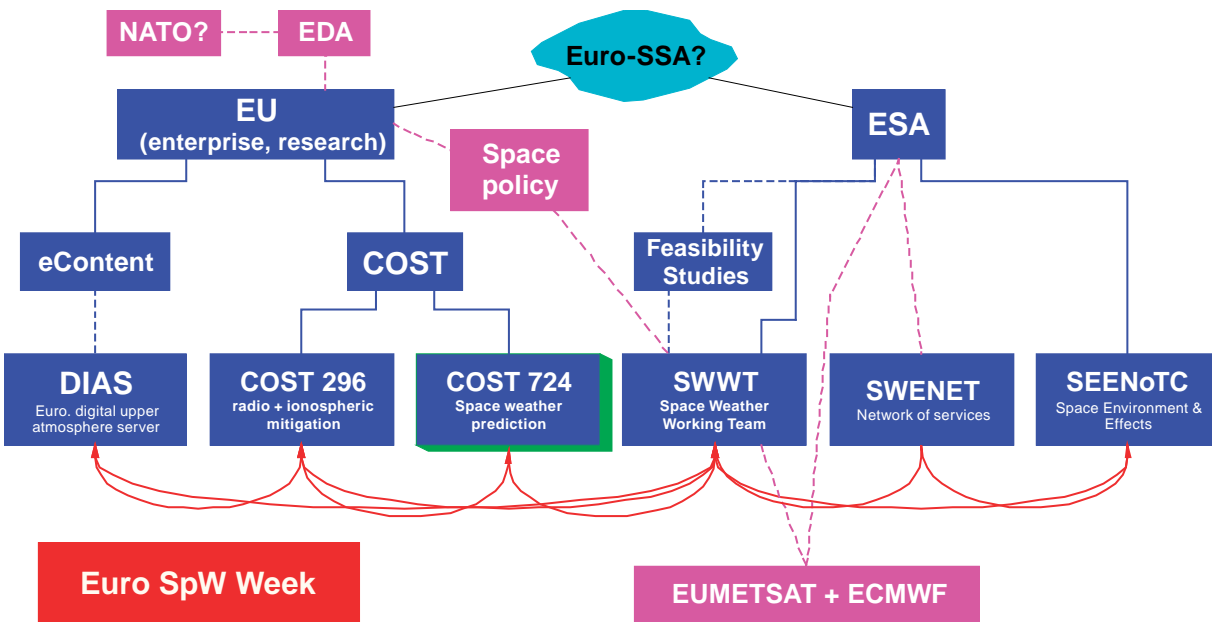 NATO?
EDA
Euro-SSA?
EU
(enterprise, research)
ESA
Space
policy
eContent
COST
Feasibility
Studies
DIAS
Euro. digital upper
atmosphere server
COST 296
radio + ionospheric
mitigation
COST 724
Space weather
prediction
SWWT
Space Weather
Working Team
SWENET
Network of services
SEENoTC
Space Environment &
Effects
Euro SpW Week
EUMETSAT + ECMWF